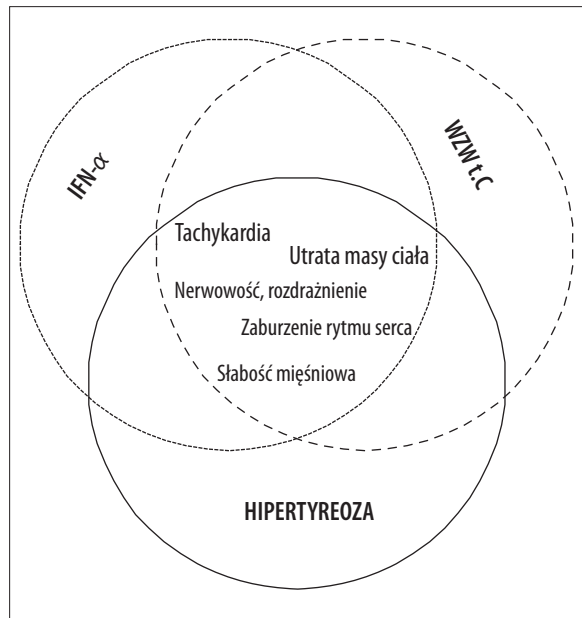 IFN-α
WZW t.C
Tachykardia
Utrata masy ciała
Nerwowość, rozdrażnienie
Zaburzenie rytmu serca
Słabość mięśniowa
HIPERTYREOZA